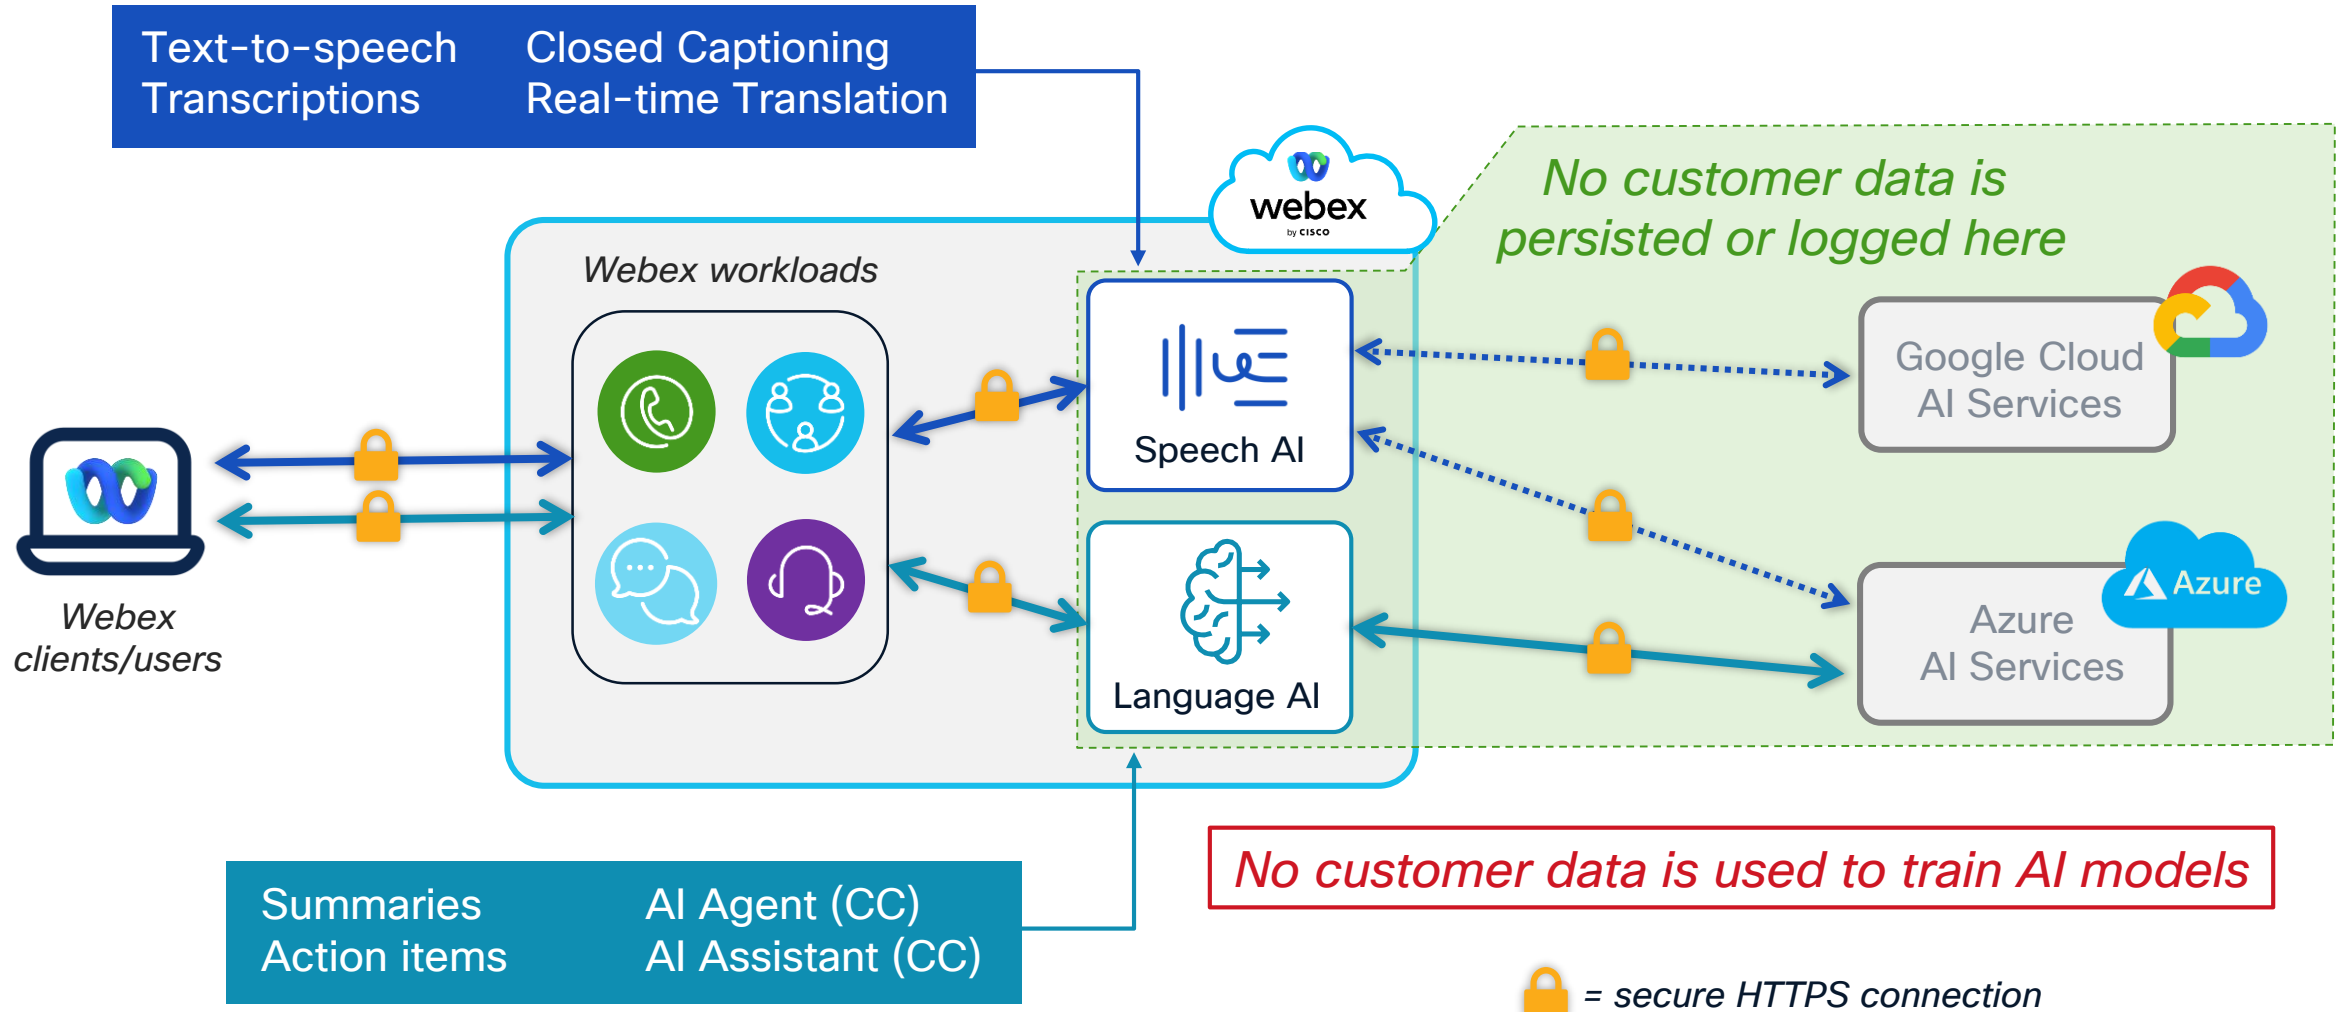 Text-to-speech
Transcriptions
Closed Captioning
Real-time Translation
webex
by CISCO
No customer data is
persisted or logged here
Webex workloads
Google Cloud
AI Services
Speech AI
Azure
Azure
AI Services
Webex
clients/users
Language AI
No customer data is used to train AI models
Summaries
Action items
AI Agent (CC)
AI Assistant (CC)
= secure HTTPS connection